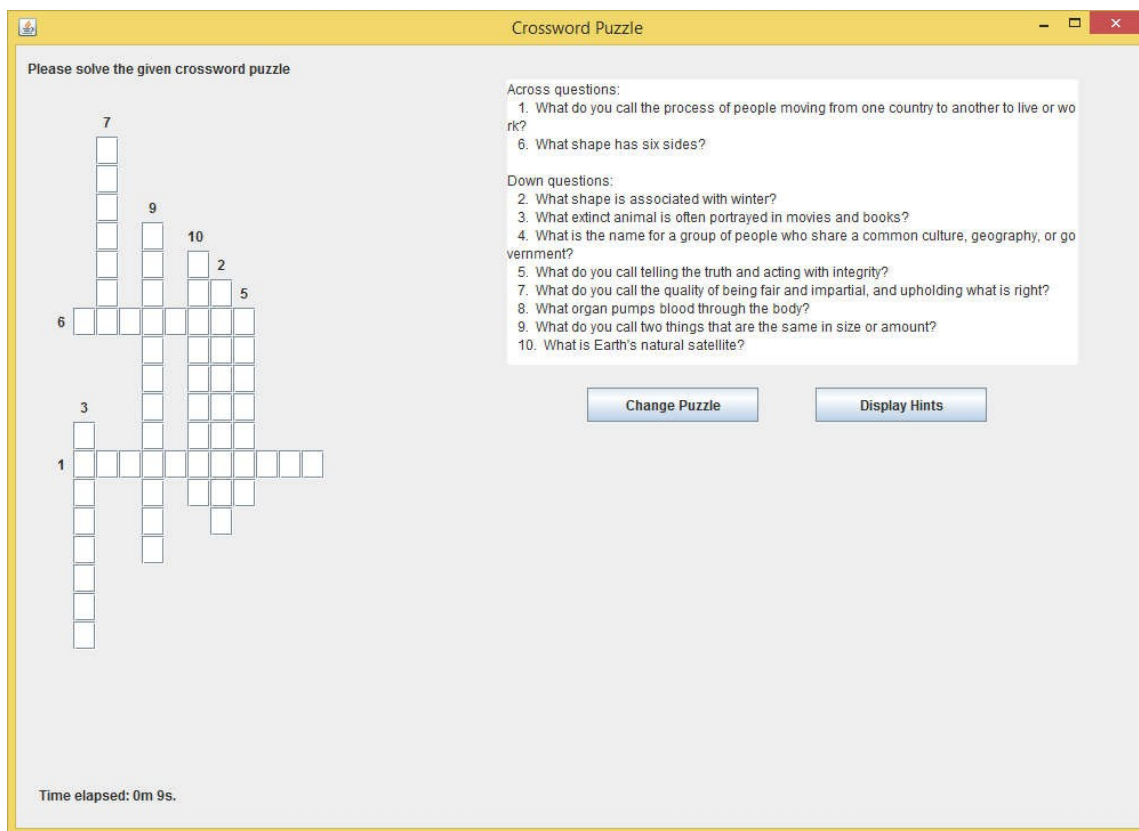 Crossword Puzzle
Please solve the given crossword puzzle
Across questions:
1. What do you call the process of people moving from one country to another to live or wo
rk?
6. What shape has six sides?
Down questions:
2. What shape is associated with winter?
3. What extinct animal is often portrayed in movies and books?
4. What is the name for a group of people who share a common culture, geography, or go
vernment?
5. What do you call telling the truth and acting with integrity?
7. What do you call the quality of being fair and impartial, and upholding what is right?
8. What organ pumps blood through the body?
9. What do you call two things that are the same in size or amount?
10. What is Earth's natural satellite?
7
9
10
2
5
6
3
1
Change Puzzle
Display Hints
Time elapsed: 0m 9s.